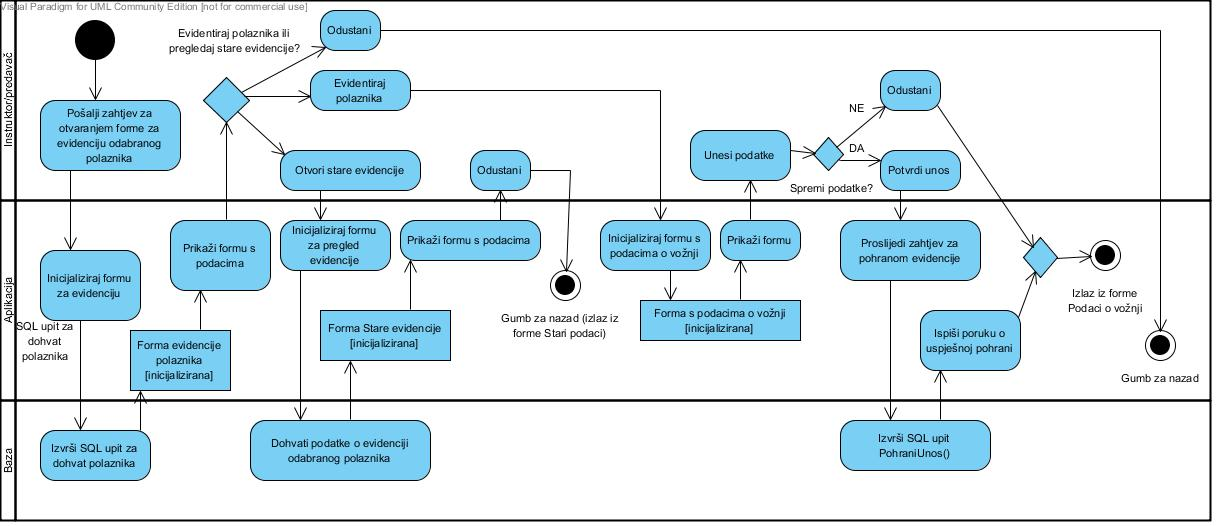 Visual Paradigm for UML Community Edition [not for commercial use]
Instruktor/predavač
Pošalji zahtjev za
otvaranjem forme za
evidenciju odabranog
polaznika
Evidentiraj polaznika ili
pregledaj stare evidencije?
Odustani
Evidentiraj
polaznika
Otvori stare evidencije
Odustani
Unesi podatke
Spremi podatke?
NE
DA
Odustani
Potvrdi unos
Aplikacija
Inicijaliziraj formu
za evidenciju
SQL upit za
dohvat
polaznika
Prikaži formu s
podacima
Forma evidencije
polaznika
[inicijalizirana]
Inicijaliziraj formu
za pregled
evidencije
Prikaži formu s podacima
Forma Stare evidencije
[inicijalizirana]
Gumb za nazad (izlaz iz
forme Stari podaci)
Inicijaliziraj formu s
podacima o vožnji
Prikaži formu
Forma s podacima o vožnji
[inicijalizirana]
Proslijedi zahtjev za
pohranom evidencije
Ispiši poruku o
uspješnoj pohrani
Izlaz iz forme
Podaci o vožnji
Gumb za nazad
Baza
Izvrši SQL upit za
dohvat polaznika
Dohvati podatke o evidenciji
odabranog polaznika
Izvrši SQL upit
PohraniUnos()